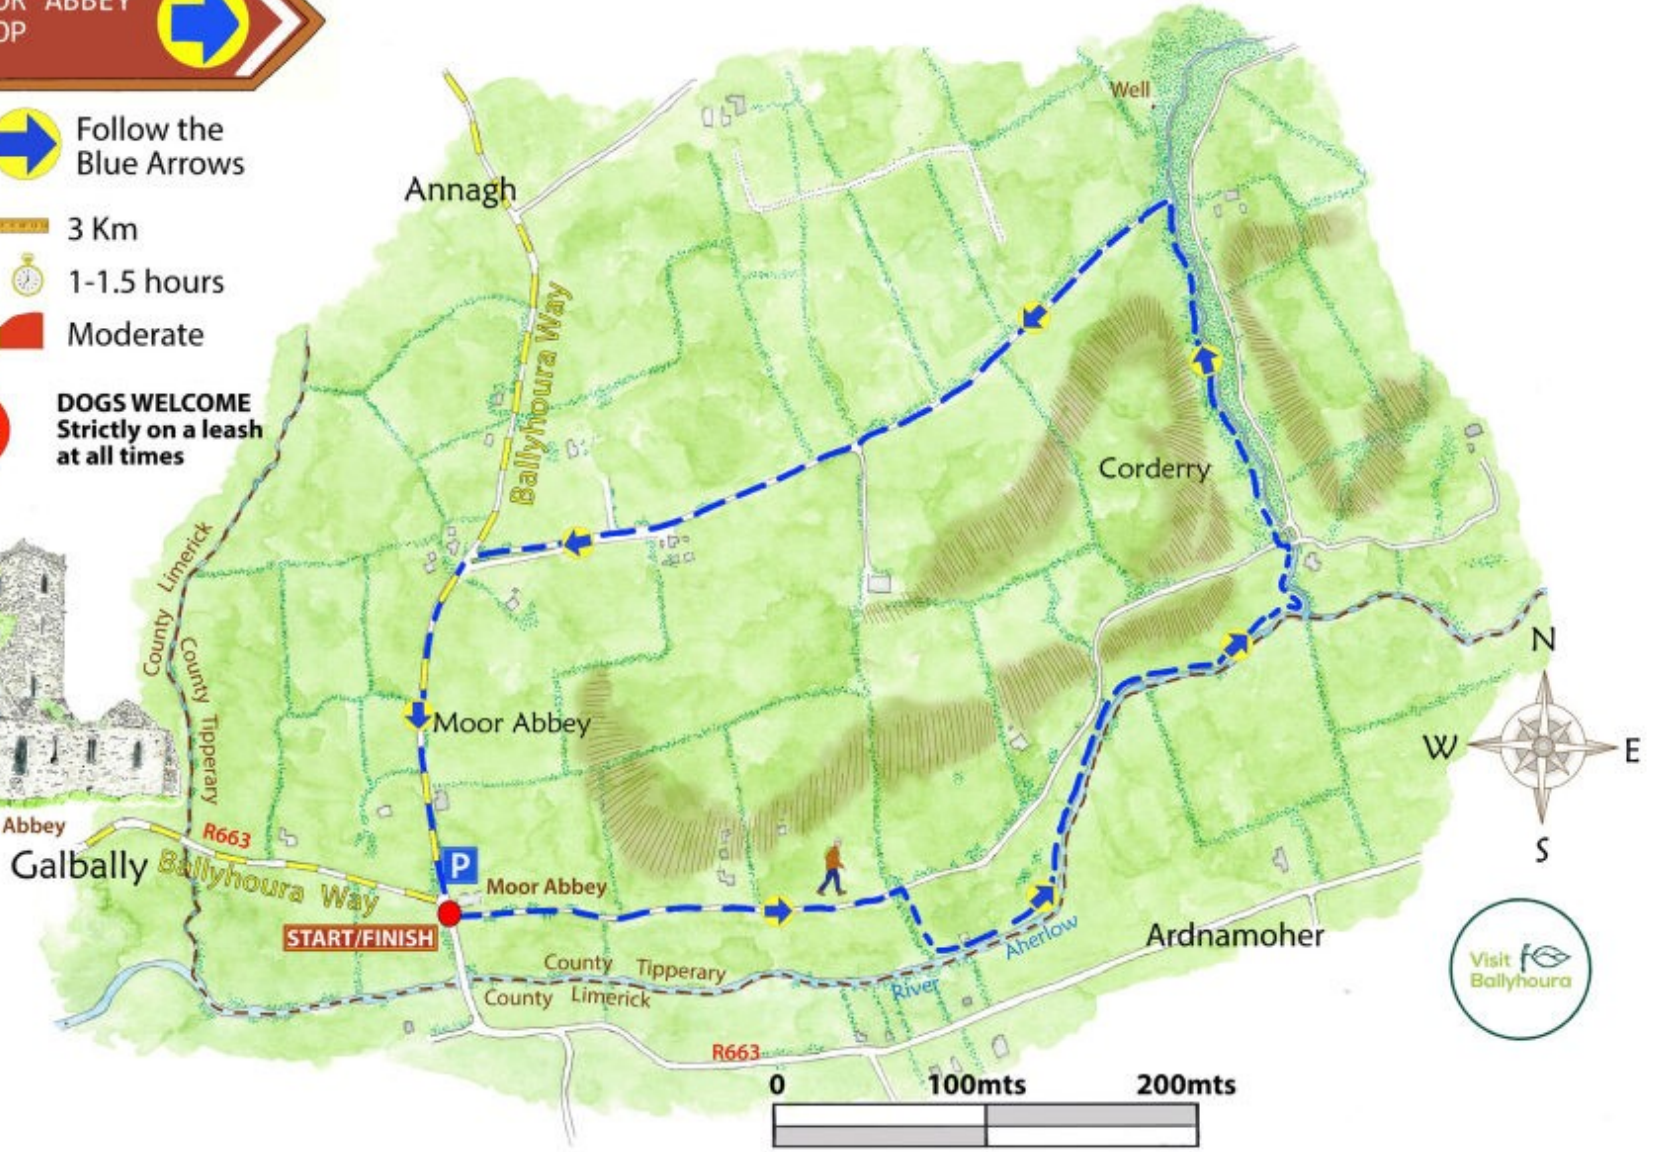 ABBEY
OP
Follow the
Blue Arrows
3 Km
1-1.5 hours
Moderate
DOGS WELCOME
Strictly on a leash
at all times
Well
Annagh
Ballyhoura Way
Corderry
County Limerick
County Tipperary
Moor Abbey
N
W
E
S
Abbey
R663
Galbally
Ballyhoura Way
P
Moor Abbey
START/FINISH
County Tipperary
County Limerick
River Aherlow
Ardnamoher
Visit
Ballyhoura
R663
0 100mts 200mts